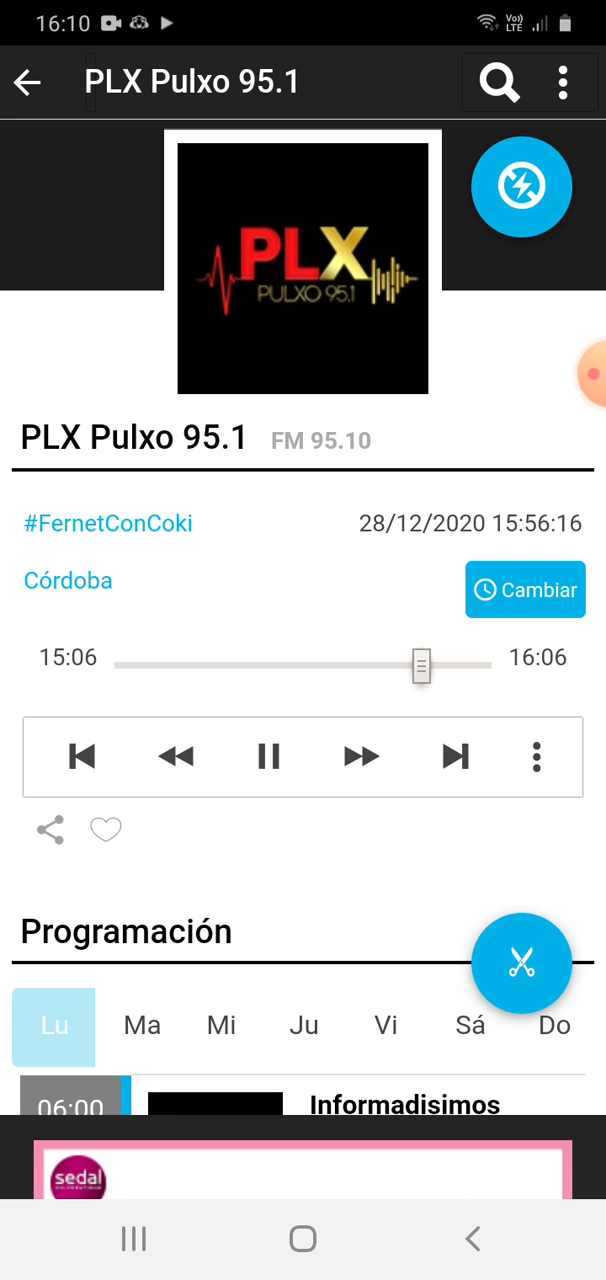 16:10
Vo))
LTE
PLX Pulxo 95.1
PLX
PULXO 95.1
PLX Pulxo 95.1 FM 95.10
#FernetConCoki 28/12/2020 15:56:16
Córdoba Cambiar
15:06 16:06
Programación
Lu Ma Mi Ju Vi Sá Do
06:00 Informadisimos
sedal